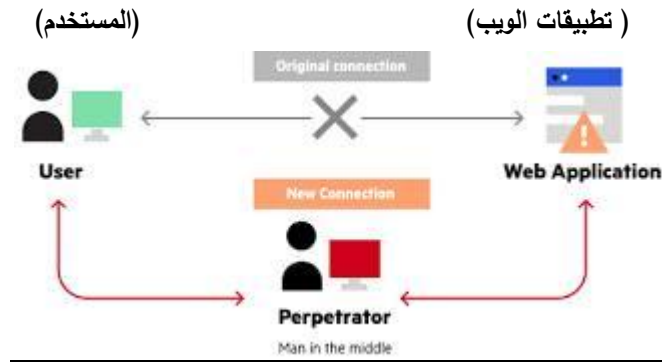 (المستخدم)
( تطبيقات الويب)
Original connection
User
Web Application
New Connection
Perpetrator
Man in the middle